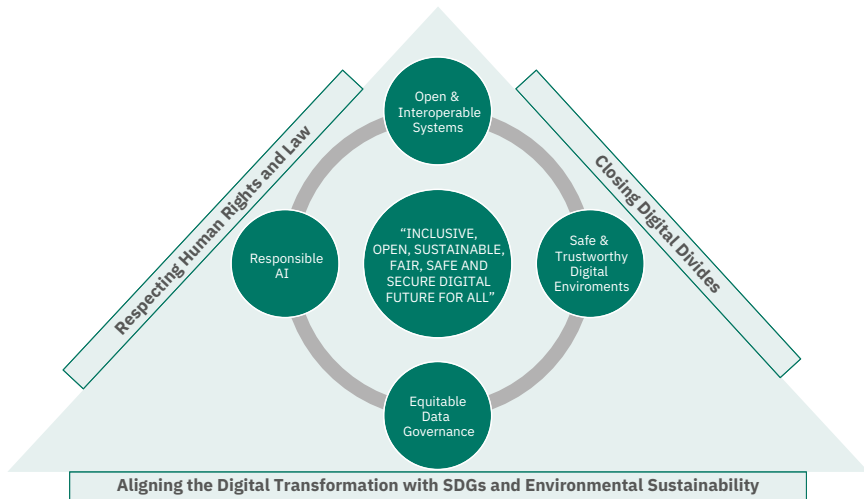 Open &
Interoperable
Systems
Respecting Human Rights and Law
Closing Digital Divides
Responsible
AI
“INCLUSIVE,
OPEN, SUSTAINABLE,
FAIR, SAFE AND
SECURE DIGITAL
FUTURE FOR ALL”
Safe &
Trustworthy
Digital
Enviroments
Equitable
Data
Governance
Aligning the Digital Transformation with SDGs and Environmental Sustainability